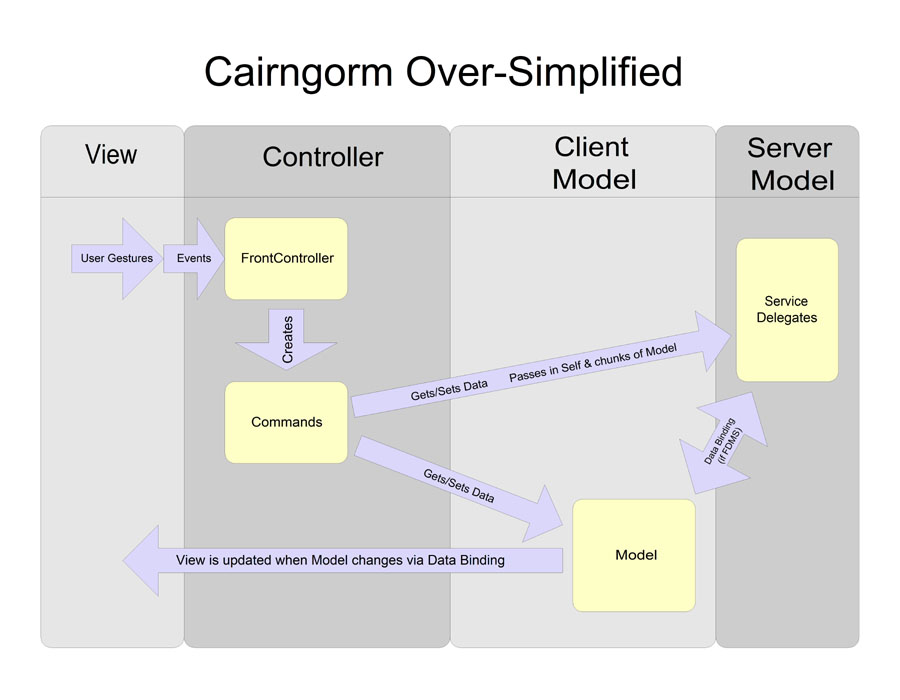 Cairngorm Over-Simplified
View
Controller
Client
Model
Server
Model
User Gestures
Events
FrontController
Creates
Commands
Service
Delegates
Gets/Sets Data Passes in Self & chunks of Model
Data Binding
(if FDMS)
Gets/Sets Data
Model
View is updated when Model changes via Data Binding